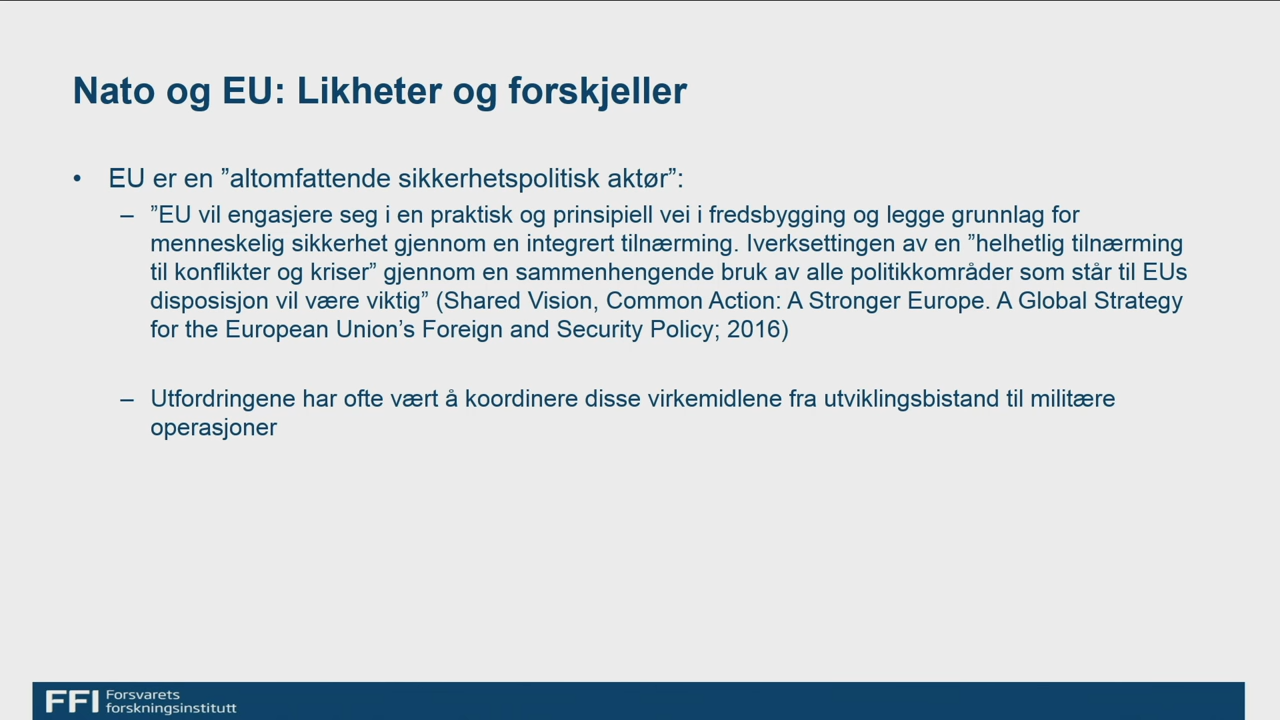 Nato og EU: Likheter og forskjeller
• EU er en ”altomfattende sikkerhetspolitisk aktør”:
– ”EU vil engasjere seg i en praktisk og prinsipiell vei i fredsbygging og legge grunnlag for
menneskelig sikkerhet gjennom en integrert tilnærming. Iverksettingen av en ”helhetlig tilnærming
til konflikter og kriser” gjennom en sammenhengende bruk av alle politikkområder som står til EUs
disposisjon vil være viktig” (Shared Vision, Common Action: A Stronger Europe. A Global Strategy
for the European Union’s Foreign and Security Policy; 2016)
– Utfordringene har ofte vært å koordinere disse virkemidlene fra utviklingsbistand til militære
operasjoner
FFI Forsvarets
forskningsinstitutt